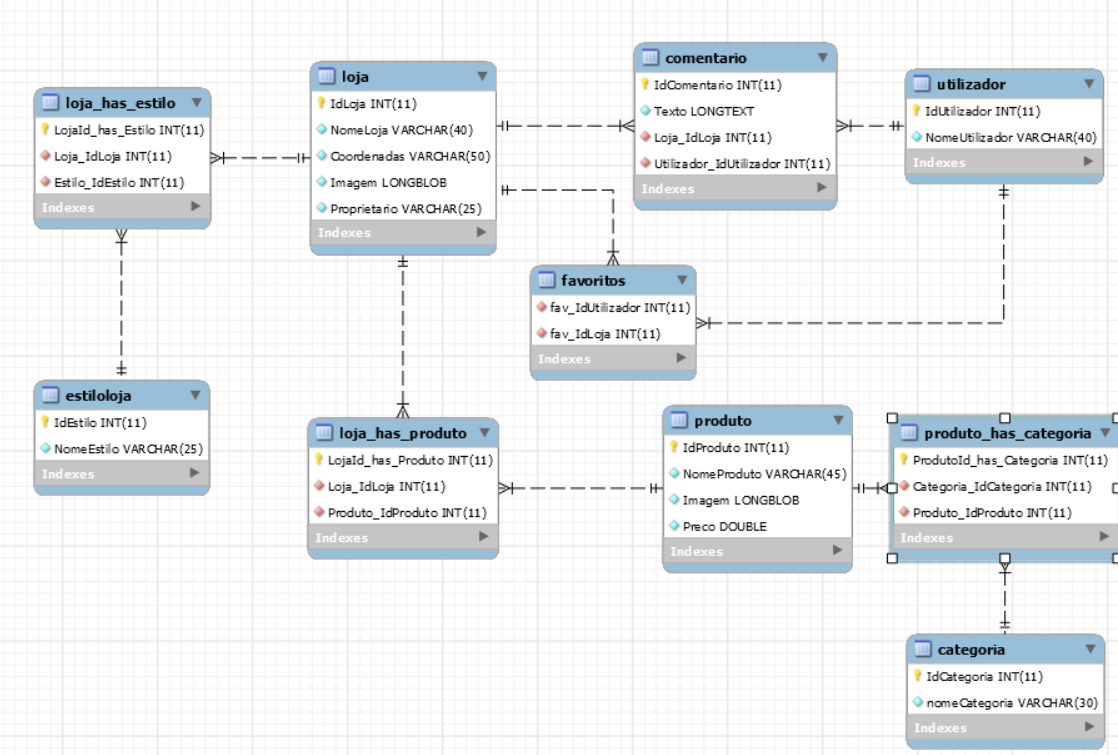 loja_has_estilo
LojaId_has_Estilo INT(11)
Loja_IdLoja INT(11)
Estilo_IdEstilo INT(11)
Indexes
loja
IdLoja INT(11)
NomeLoja VARCHAR(40)
Coordenadas VARCHAR(50)
Imagem LONGBLOB
Proprietario VARCHAR(25)
Indexes
comentario
IdComentario INT(11)
Texto LONGTEXT
Loja_IdLoja INT(11)
Utilizador_IdUtilizador INT(11)
Indexes
utilizador
IdUtilizador INT(11)
NomeUtilizador VARCHAR(40)
Indexes
favoritos
fav_IdUtilizador INT(11)
fav_IdLoja INT(11)
Indexes
estiloloja
IdEstilo INT(11)
NomeEstilo VARCHAR(25)
Indexes
loja_has_produto
LojaId_has_Produto INT(11)
Loja_IdLoja INT(11)
Produto_IdProduto INT(11)
Indexes
produto
IdProduto INT(11)
NomeProduto VARCHAR(45)
Imagem LONGBLOB
Preco DOUBLE
Indexes
produto_has_categoria
ProdutoId_has_Categoria INT(11)
Categoria_IdCategoria INT(11)
Produto_IdProduto INT(11)
Indexes
categoria
IdCategoria INT(11)
nomeCategoria VARCHAR(30)
Indexes